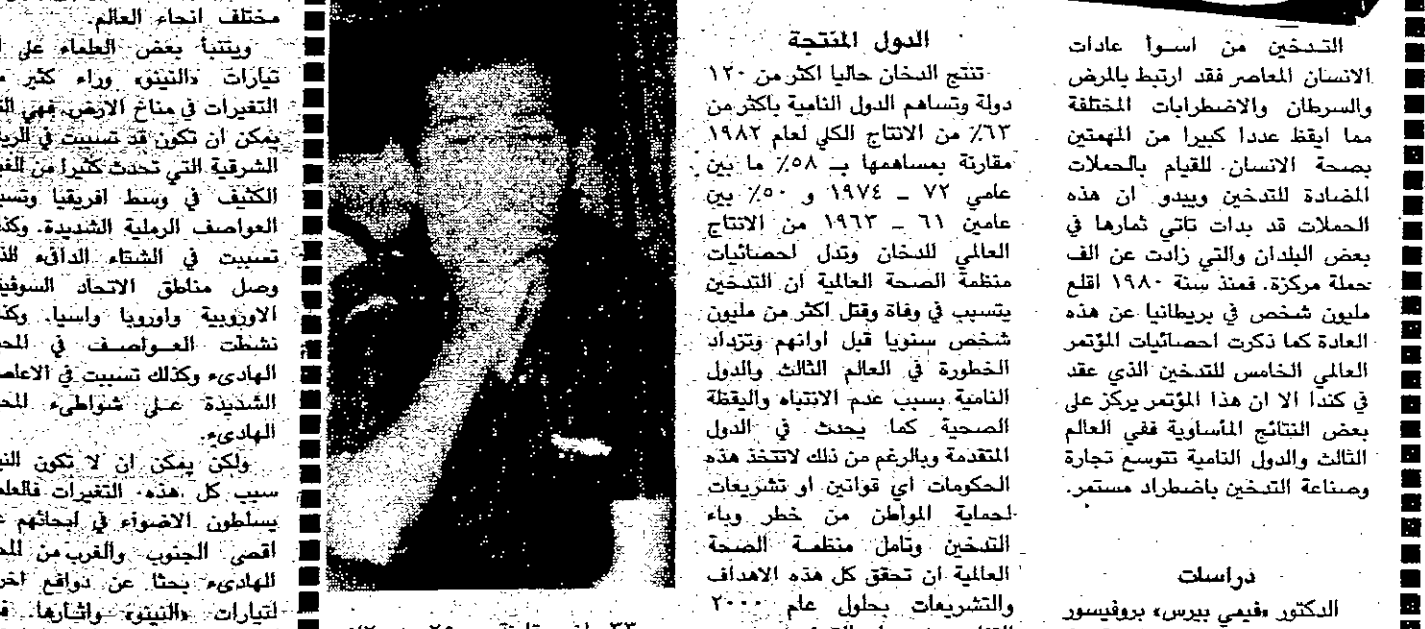 التدخين من اسوأ عادات
الانسان المعاصر فقد ارتبط بالمرض
والسرطان والاضطرابات المختلفة
مما ايقظ عددا كبيرا من المهمتين
بصحة الانسان للقيام بالحملات
المضادة للتدخين ويبدو ان هذه
الحملات قد بدات تاتي ثمارها في
بعض البلدان والتي زادت عن الف
حملة مركزة. فمنذ سنة ١٩٨٠ اقلع
مليون شخص في بريطانيا عن هذه
العادة كما ذكرت احصائيات المؤتمر
العالمي الخامس للتدخين الذي عقد
في كندا الا ان هذا المؤتمر يركز على
بعض النتائج المأساوية ففي العالم
الثالث والدول النامية تتوسع تجارة
وصناعة التدخين باضطراد مستمر.
دراسات
الدكتور «فيمي بيرس» بروفيسور
الدول المنتجة
تنتج الدخان حاليا اكثر من ١٢٠
دولة وتساهم الدول النامية باكثر من
٦٣٪ من الانتاج الكلي لعام ١٩٨٢
مقارنة بمساهمها بـ ٥٨٪ ما بين
عامي ٧٢ ـ ١٩٧٤ و ٥٠٪ بين
عامين ٦١ ـ ١٩٦٣ من الانتاج
العالمي للدخان وتدل احصائيات
منظمة الصحة العالمية ان التدخين
يتسبب في وفاة وقتل اكثر من مليون
شخص سنويا قبل اوانهم وتزداد
الخطورة في العالم الثالث والدول
النامية بسبب عدم الانتباه واليقظة
الصحية كما يحدث في الدول
المتقدمة وبالرغم من ذلك لاتتخذ هذه
الحكومات اي قوانين او تشريعات
لحماية المواطن من خطر وباء
التدخين وتامل منظمة الصحة
العالمية ان تحقق كل هذه الاهداف
والتشريعات بحلول عام ٢٠٠٠
مختلف انحاء العالم.
ويتنبأ بعض العلماء على
تيارات «النينو» وراء كثير
التغيرات في مناخ الارض. فهي
يمكن ان تكون قد تسببت في
الشرقية التي تحدث كثيرا من
الكثيف في وسط افريقيا
العواصف الرملية الشديدة.
تسببت في الشتاء الدافىء
وصل مناطق الاتحاد
الاوروبية واوروبا واسيا.
نشطت العواصف في
الهادىء وكذلك تسببت في
الشديدة على شواطىء
الهادىء.
ولكن يمكن ان لا تكون
سبب كل هذه التغيرات
يسلطون الاضواء في ابحاثهم
اقصى الجنوب والغرب من
الهادىء بحثا عن دوافع
لتيارات «النينو» واثارها.